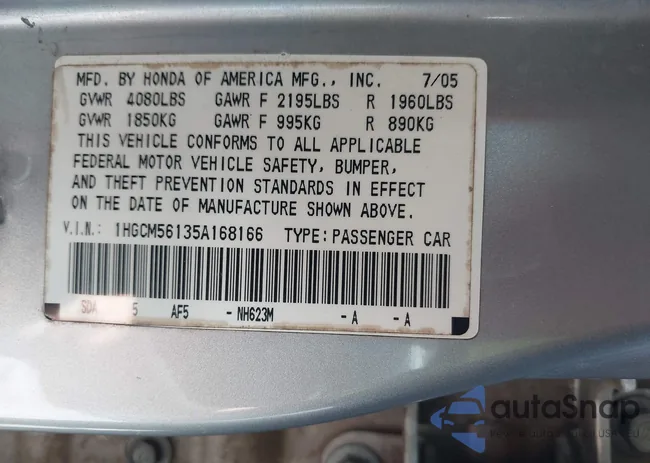 MFD. BY HONDA OF AMERICA MFG., INC. 7/05
GVWR 4080LBS GAWR F 2195LBS R 1960LBS
GVWR 1850KG GAWR F 995KG R 890KG
THIS VEHICLE CONFORMS TO ALL APPLICABLE
FEDERAL MOTOR VEHICLE SAFETY, BUMPER,
AND THEFT PREVENTION STANDARDS IN EFFECT
ON THE DATE OF MANUFACTURE SHOWN ABOVE.
V.I.N.: 1HGCM56135A168166 TYPE: PASSENGER CAR
SDA 5 AF5 - NH623M - A - A
autoSnap